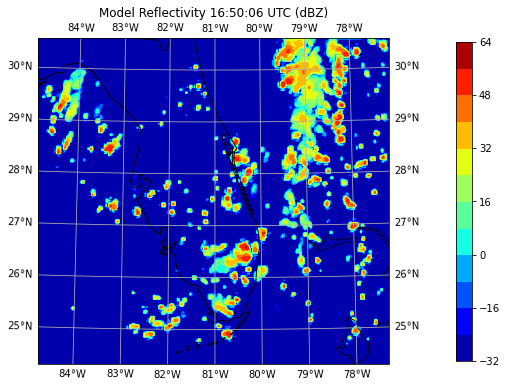 Model Reflectivity 16:50:06 UTC (dBZ)
84°W 83°W 82°W 81°W 80°W 79°W 78°W
30°N 30°N
29°N 29°N
28°N 28°N
27°N 27°N
26°N 26°N
25°N 25°N
84°W 83°W 82°W 81°W 80°W 79°W 78°W
64
48
32
16
0
−16
−32